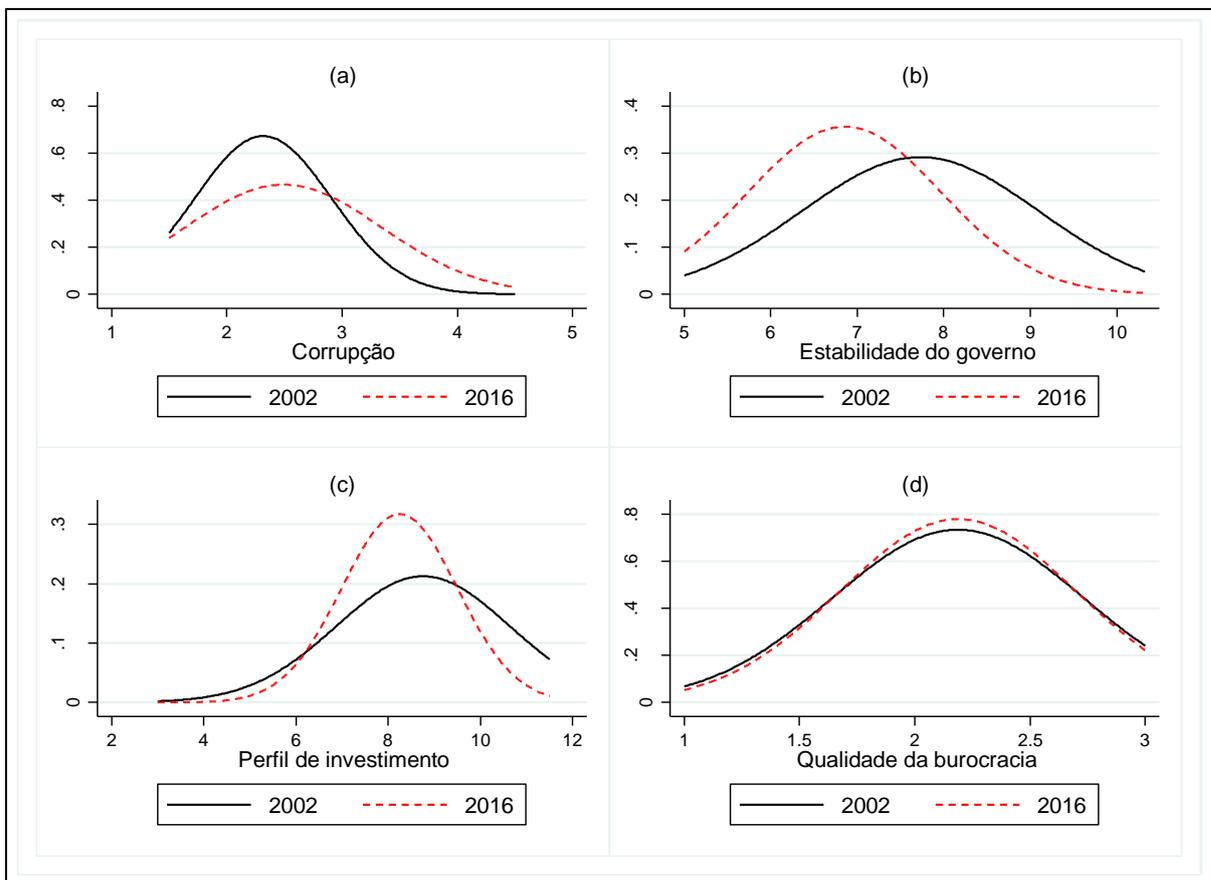 (a)
.8
.6
.4
.2
0
1 2 3 4 5
Corrupção
2002 2016
(b)
.4
.3
.2
.1
0
5 6 7 8 9 10
Estabilidade do governo
2002 2016
(c)
.3
.2
.1
0
2 4 6 8 10 12
Perfil de investimento
2002 2016
(d)
.8
.6
.4
.2
0
1 1.5 2 2.5 3
Qualidade da burocracia
2002 2016